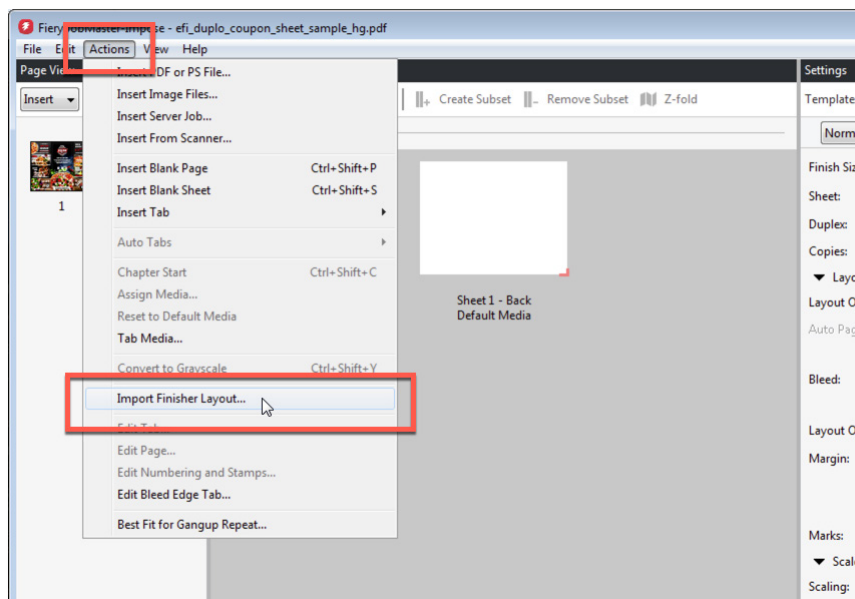 Fiery JobMaster-Impose - efi_duplo_coupon_sheet_sample_hg.pdf
File Edit Actions View Help
Page View
Settings
Insert
Create Subset Remove Subset Z-fold
Template
Norm
Insert PDF or PS File...
Insert Image Files...
Insert Server Job...
Insert From Scanner...
Insert Blank Page Ctrl+Shift+P
Insert Blank Sheet Ctrl+Shift+S
Insert Tab
Auto Tabs
Chapter Start Ctrl+Shift+C
Assign Media...
Reset to Default Media
Tab Media...
Convert to Grayscale Ctrl+Shift+Y
Import Finisher Layout...
Edit Tab...
Edit Page...
Edit Numbering and Stamps...
Edit Bleed Edge Tab...
Best Fit for Gangup Repeat...
1
Sheet 1 - Back
Default Media
Finish Siz
Sheet:
Duplex:
Copies:
Layo
Layout O
Auto Pag
Bleed:
Layout O
Margin:
Marks:
Scale
Scaling: